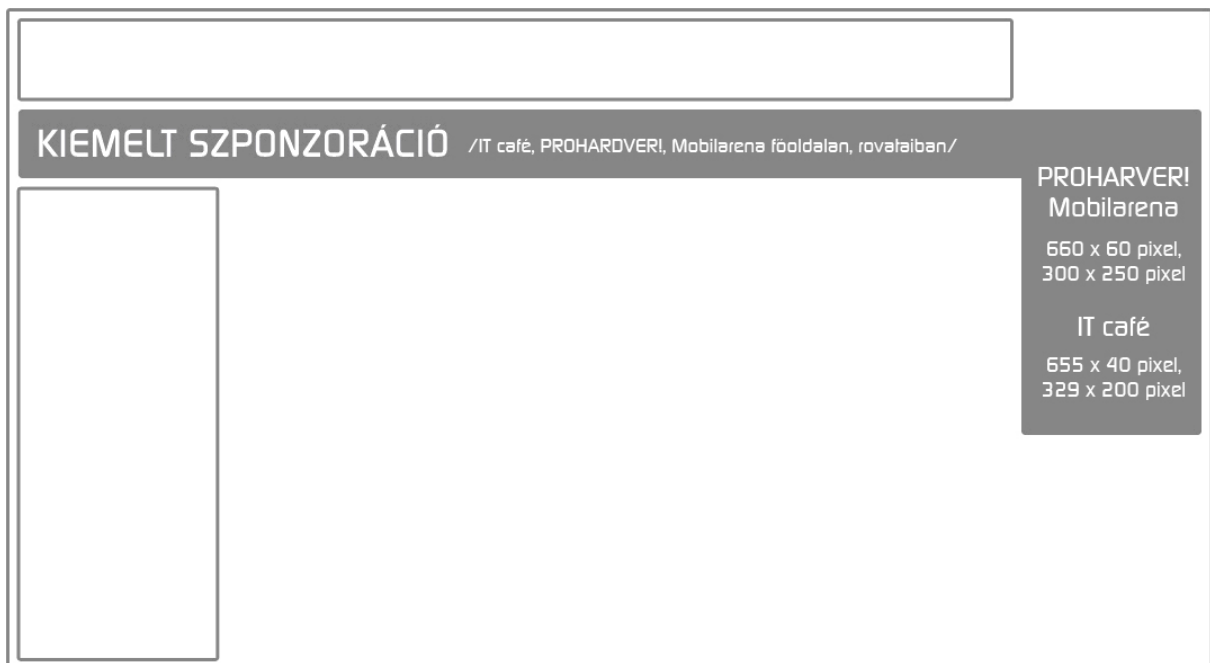 KIEMELT SZPONZORÁCIÓ /IT café, PROHARDVER!, Mobilarena főoldalan, rovataiban/
PROHARVER!
Mobilarena
660 x 60 pixel,
300 x 250 pixel
IT café
655 x 40 pixel,
329 x 200 pixel